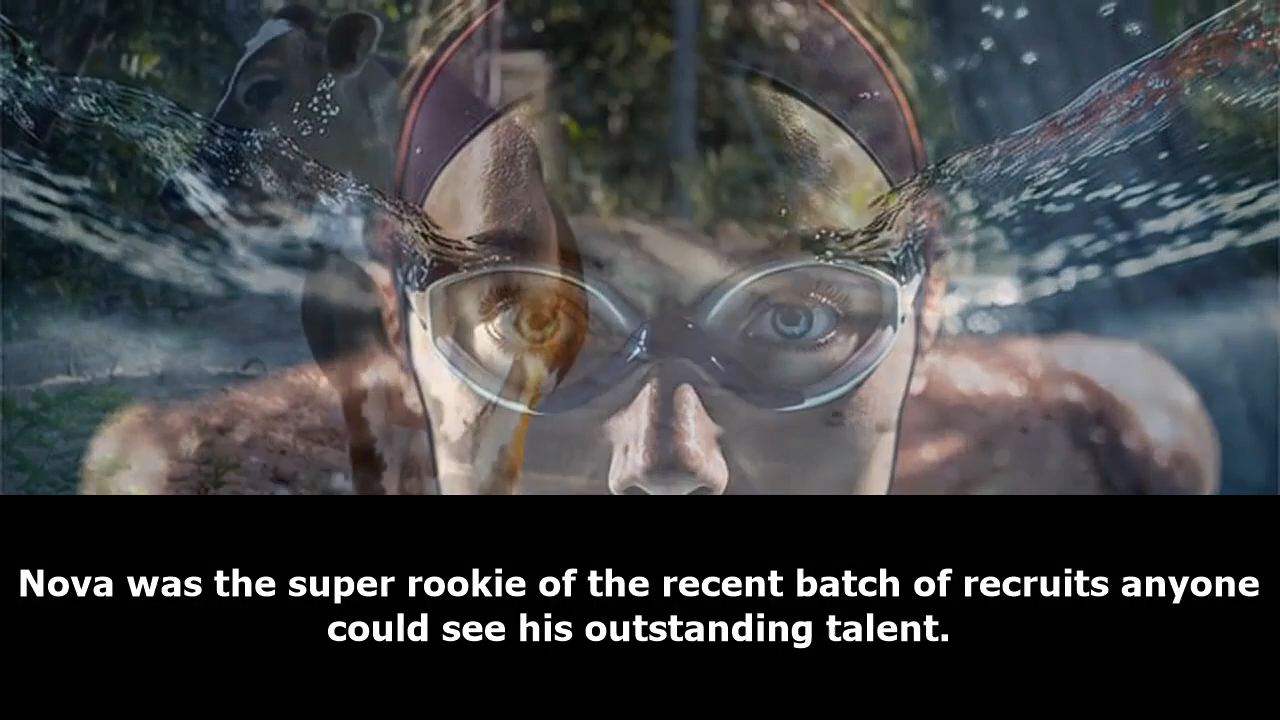 Nova was the super rookie of the recent batch of recruits anyone
could see his outstanding talent.